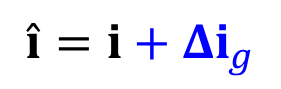 î = i + Δi_g